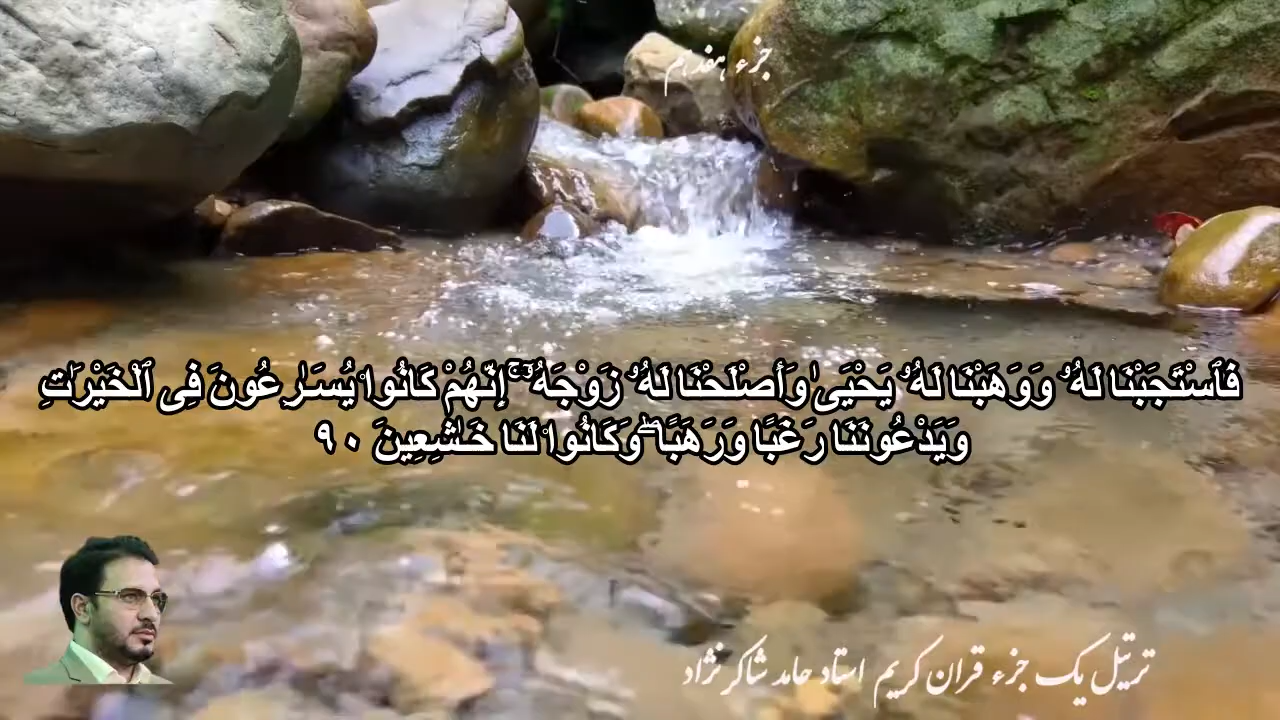 جزء هفدهم
فَٱسْتَجَبْنَا لَهُۥ وَوَهَبْنَا لَهُۥ يَحْيَىٰ وَأَصْلَحْنَا لَهُۥ زَوْجَهُۥٓ ۚ إِنَّهُمْ كَانُوا۟ يُسَـٰرِعُونَ فِى ٱلْخَيْرَٰتِ
وَيَدْعُونَنَا رَغَبًا وَرَهَبًا ۖ وَكَانُوا۟ لَنَا خَـٰشِعِينَ ٩٠
ترتیل یک جزء قران کریم استاد حامد شاکرنژاد